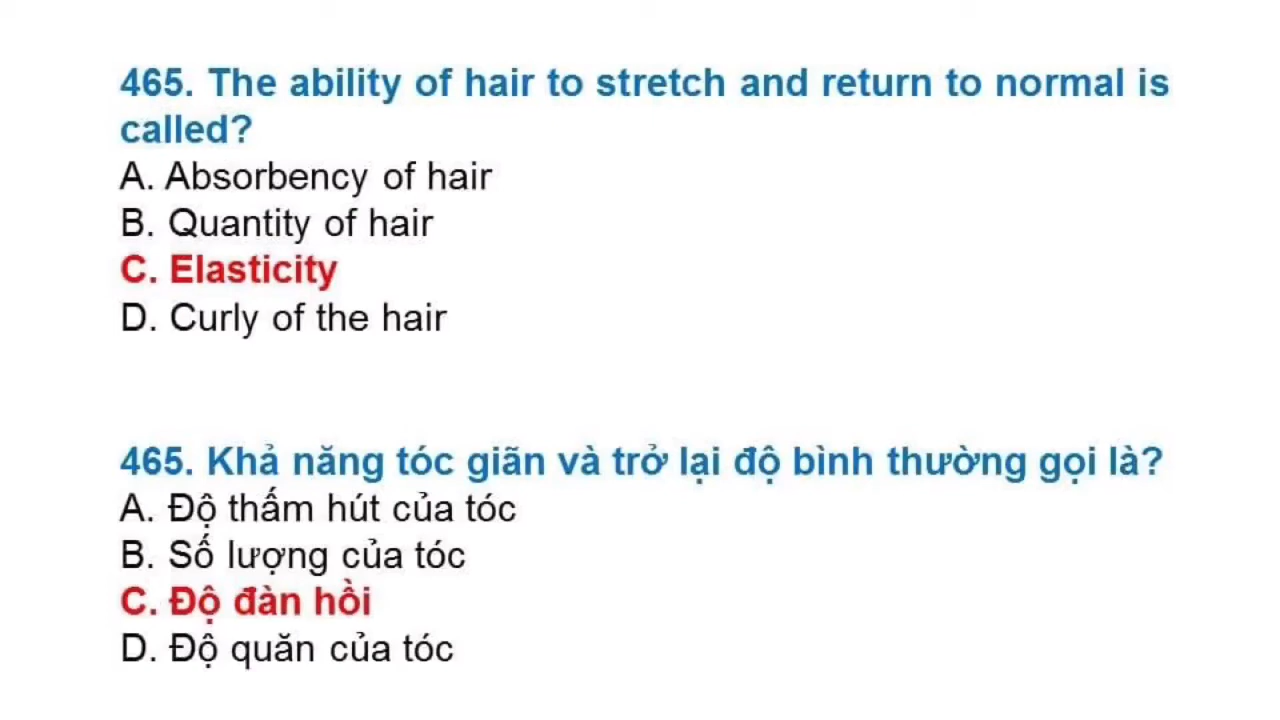 465. The ability of hair to stretch and return to normal is
called?
A. Absorbency of hair
B. Quantity of hair
C. Elasticity
D. Curly of the hair
465. Khả năng tóc giãn và trở lại độ bình thường gọi là?
A. Độ thấm hút của tóc
B. Số lượng của tóc
C. Độ đàn hồi
D. Độ quăn của tóc